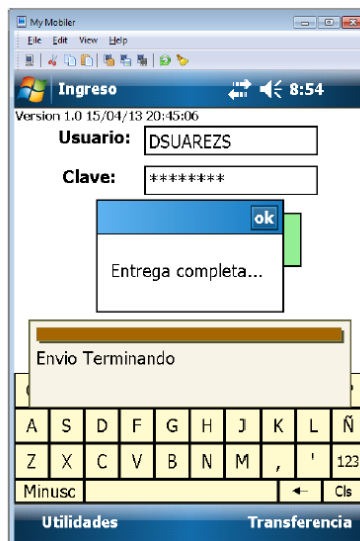 My Mobiler
File Edit View Help
Ingreso 8:54
Version 1.0 15/04/13 20:45:06
Usuario: DSUAREZS
Clave: ********
ok
Entrega completa...
Envio Terminando
A S D F G H J K L Ñ
Z X C V B N M , ' 123
Minusc ← Cls
Utilidades Transferencia